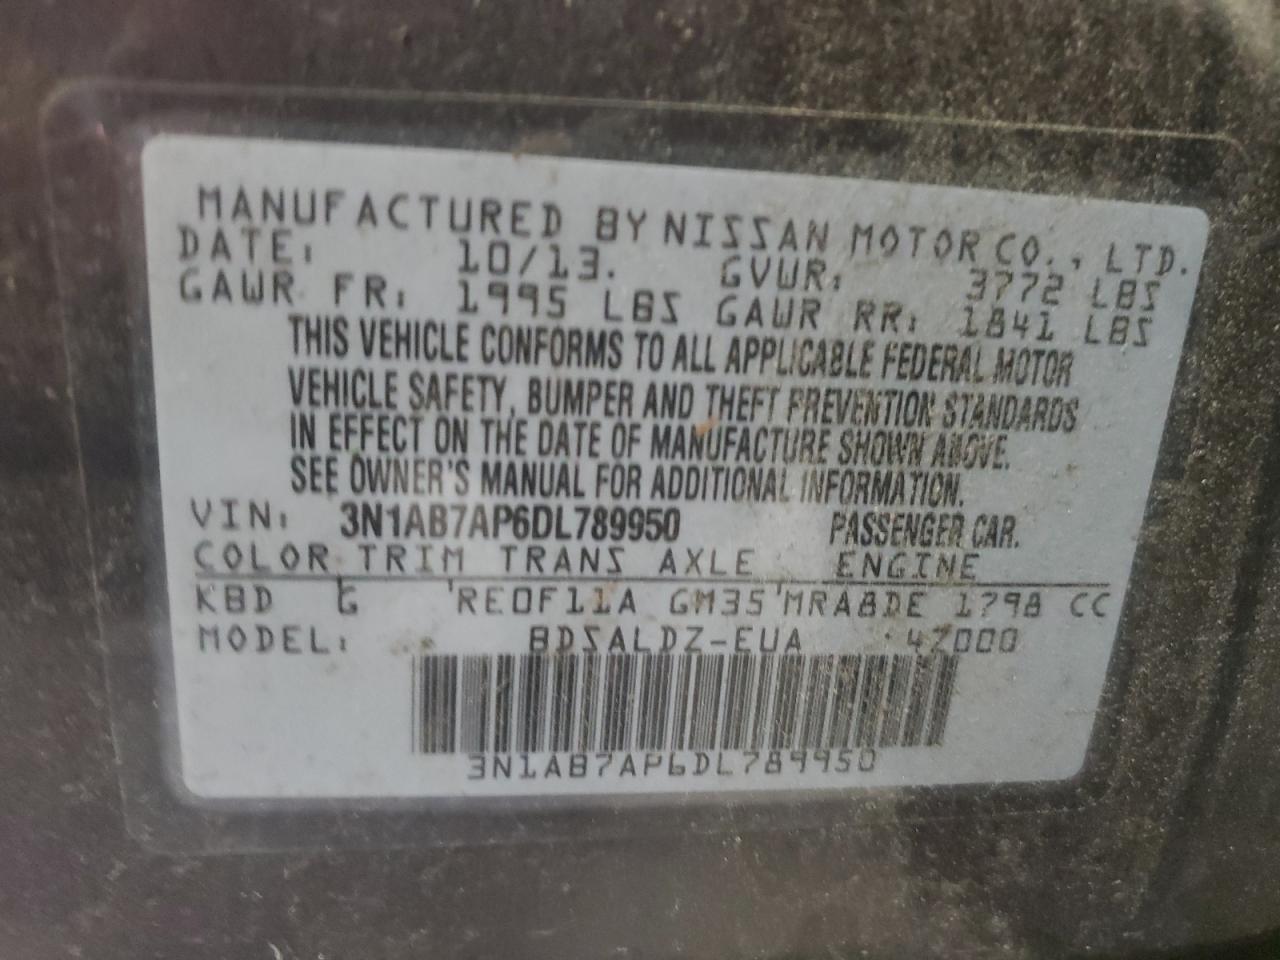 MANUFACTURED BY NISSAN MOTOR CO., LTD.
DATE: 10/13. GVWR: 3772 LBS
GAWR FR: 1995 LBS GAWR RR: 1841 LBS
THIS VEHICLE CONFORMS TO ALL APPLICABLE FEDERAL MOTOR
VEHICLE SAFETY, BUMPER AND THEFT PREVENTION STANDARDS
IN EFFECT ON THE DATE OF MANUFACTURE SHOWN ABOVE.
SEE OWNER'S MANUAL FOR ADDITIONAL INFORMATION.
VIN: 3N1AB7AP6DL789950 PASSENGER CAR.
COLOR TRIM TRANS AXLE ENGINE
KBD G RE0F11A GM35 MRA8DE 1798 CC
MODEL: BDSALDZ-EUA 4Z000
3N1AB7AP6DL789950